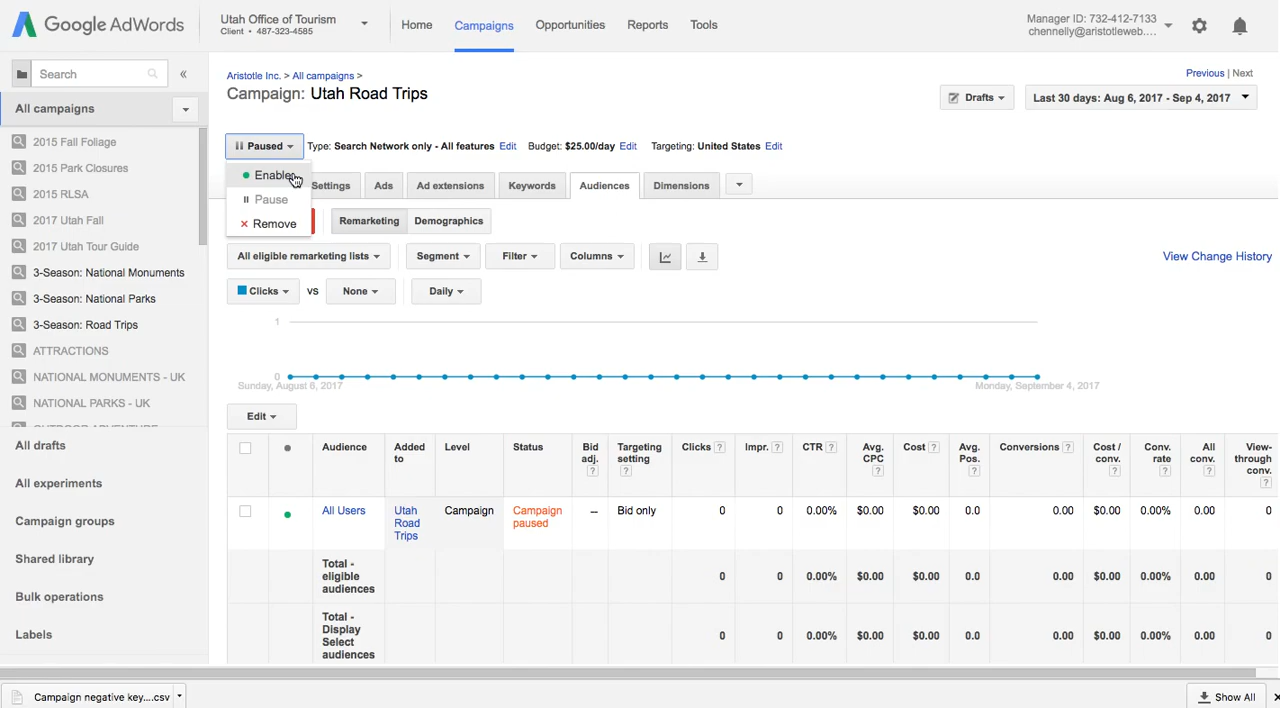 Google AdWords
Utah Office of Tourism
Client • 487-323-4585
Home
Campaigns
Opportunities
Reports
Tools
Manager ID: 732-412-7133
chennelly@aristotleweb....
Search
«
All campaigns
2015 Fall Foliage
2015 Park Closures
2015 RLSA
2017 Utah Fall
2017 Utah Tour Guide
3-Season: National Monuments
3-Season: National Parks
3-Season: Road Trips
ATTRACTIONS
NATIONAL MONUMENTS - UK
NATIONAL PARKS - UK
All drafts
All experiments
Campaign groups
Shared library
Bulk operations
Labels
Aristotle Inc. > All campaigns >
Previous | Next
Campaign: Utah Road Trips
Drafts
Last 30 days: Aug 6, 2017 - Sep 4, 2017
Paused
Type: Search Network only - All features Edit Budget: $25.00/day Edit Targeting: United States Edit
Enable
Pause
Remove
Settings
Ads
Ad extensions
Keywords
Audiences
Dimensions
Remarketing
Demographics
All eligible remarketing lists
Segment
Filter
Columns
View Change History
Clicks
VS
None
Daily
1
0
Sunday, August 6, 2017
Monday, September 4, 2017
Edit
Audience
Added
to
Level
Status
Bid
adj.
?
Targeting
setting
?
Clicks ?
Impr. ?
CTR ?
Avg.
CPC
?
Cost ?
Avg.
Pos.
?
Conversions ?
Cost /
conv.
?
Conv.
rate
?
All
conv.
?
View-
through
conv.
?
All Users
Utah
Road
Trips
Campaign
Campaign
paused
–
Bid only
0 0 0.00% $0.00 $0.00 0.0 0.00 $0.00 0.00% 0.00 0
Total -
eligible
audiences
0 0 0.00% $0.00 $0.00 0.0 0.00 $0.00 0.00% 0.00 0
Total -
Display
Select
audiences
0 0 0.00% $0.00 $0.00 0.0 0.00 $0.00 0.00% 0.00 0
Campaign negative key....csv
Show All